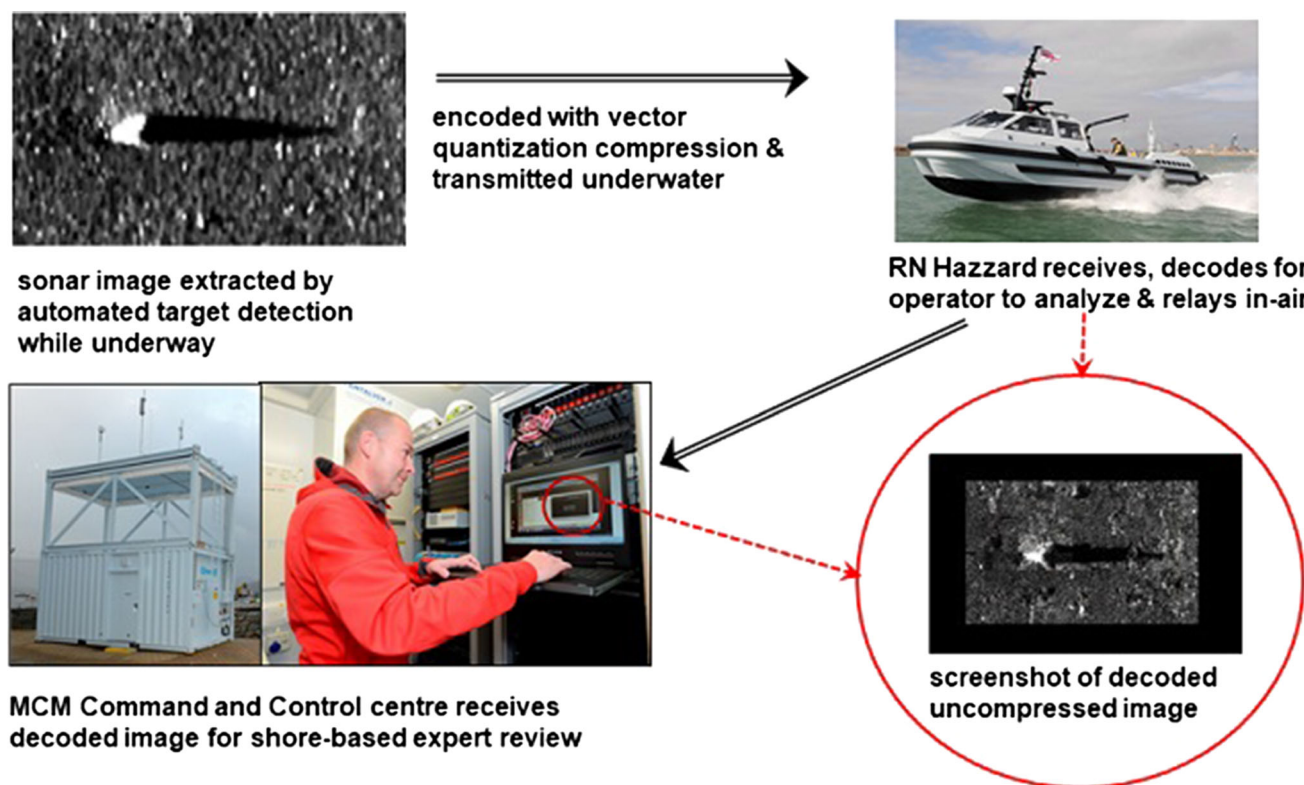 encoded with vector
quantization compression &
transmitted underwater
sonar image extracted by
automated target detection
while underway
RN Hazzard receives, decodes for
operator to analyze & relays in-air
MCM Command and Control centre receives
decoded image for shore-based expert review
screenshot of decoded
uncompressed image